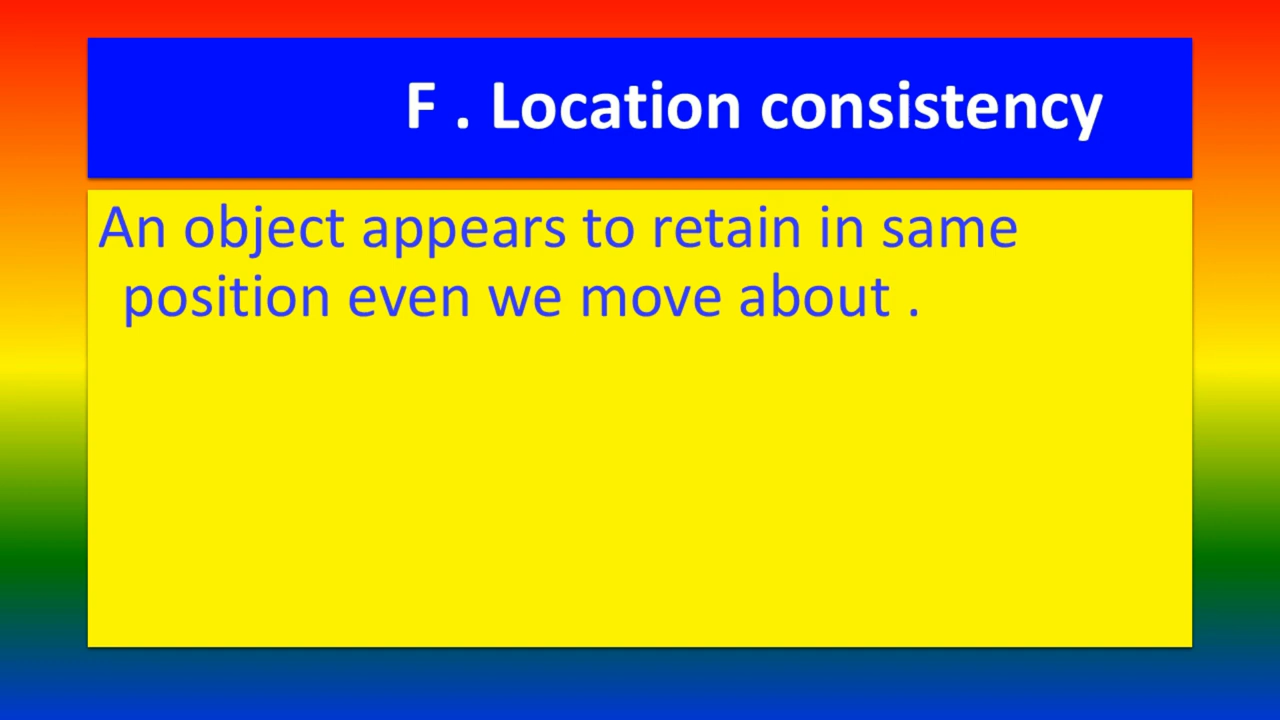 F . Location consistency
An object appears to retain in same
position even we move about .